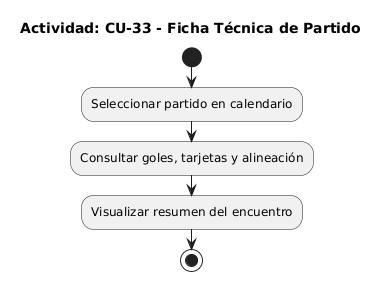 Actividad: CU-33 - Ficha Técnica de Partido
Seleccionar partido en calendario
Consultar goles, tarjetas y alineación
Visualizar resumen del encuentro